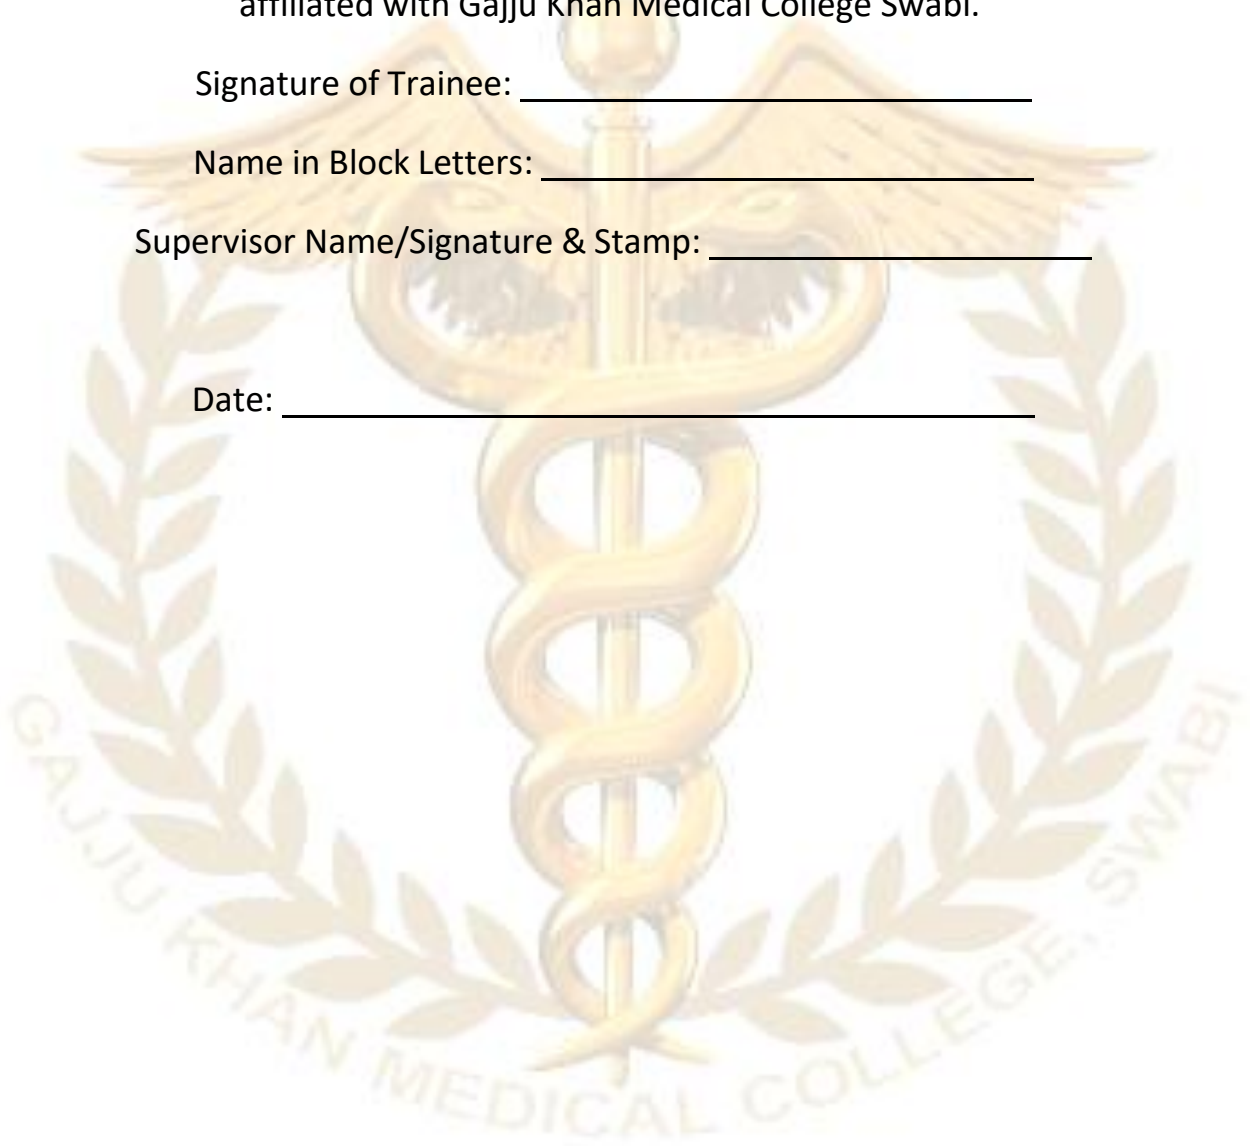 affiliated with Gajju Khan Medical College Swabi.
Signature of Trainee:
Name in Block Letters:
Supervisor Name/Signature & Stamp:
Date:
GAJJU KHAN MEDICAL COLLEGE, SWABI